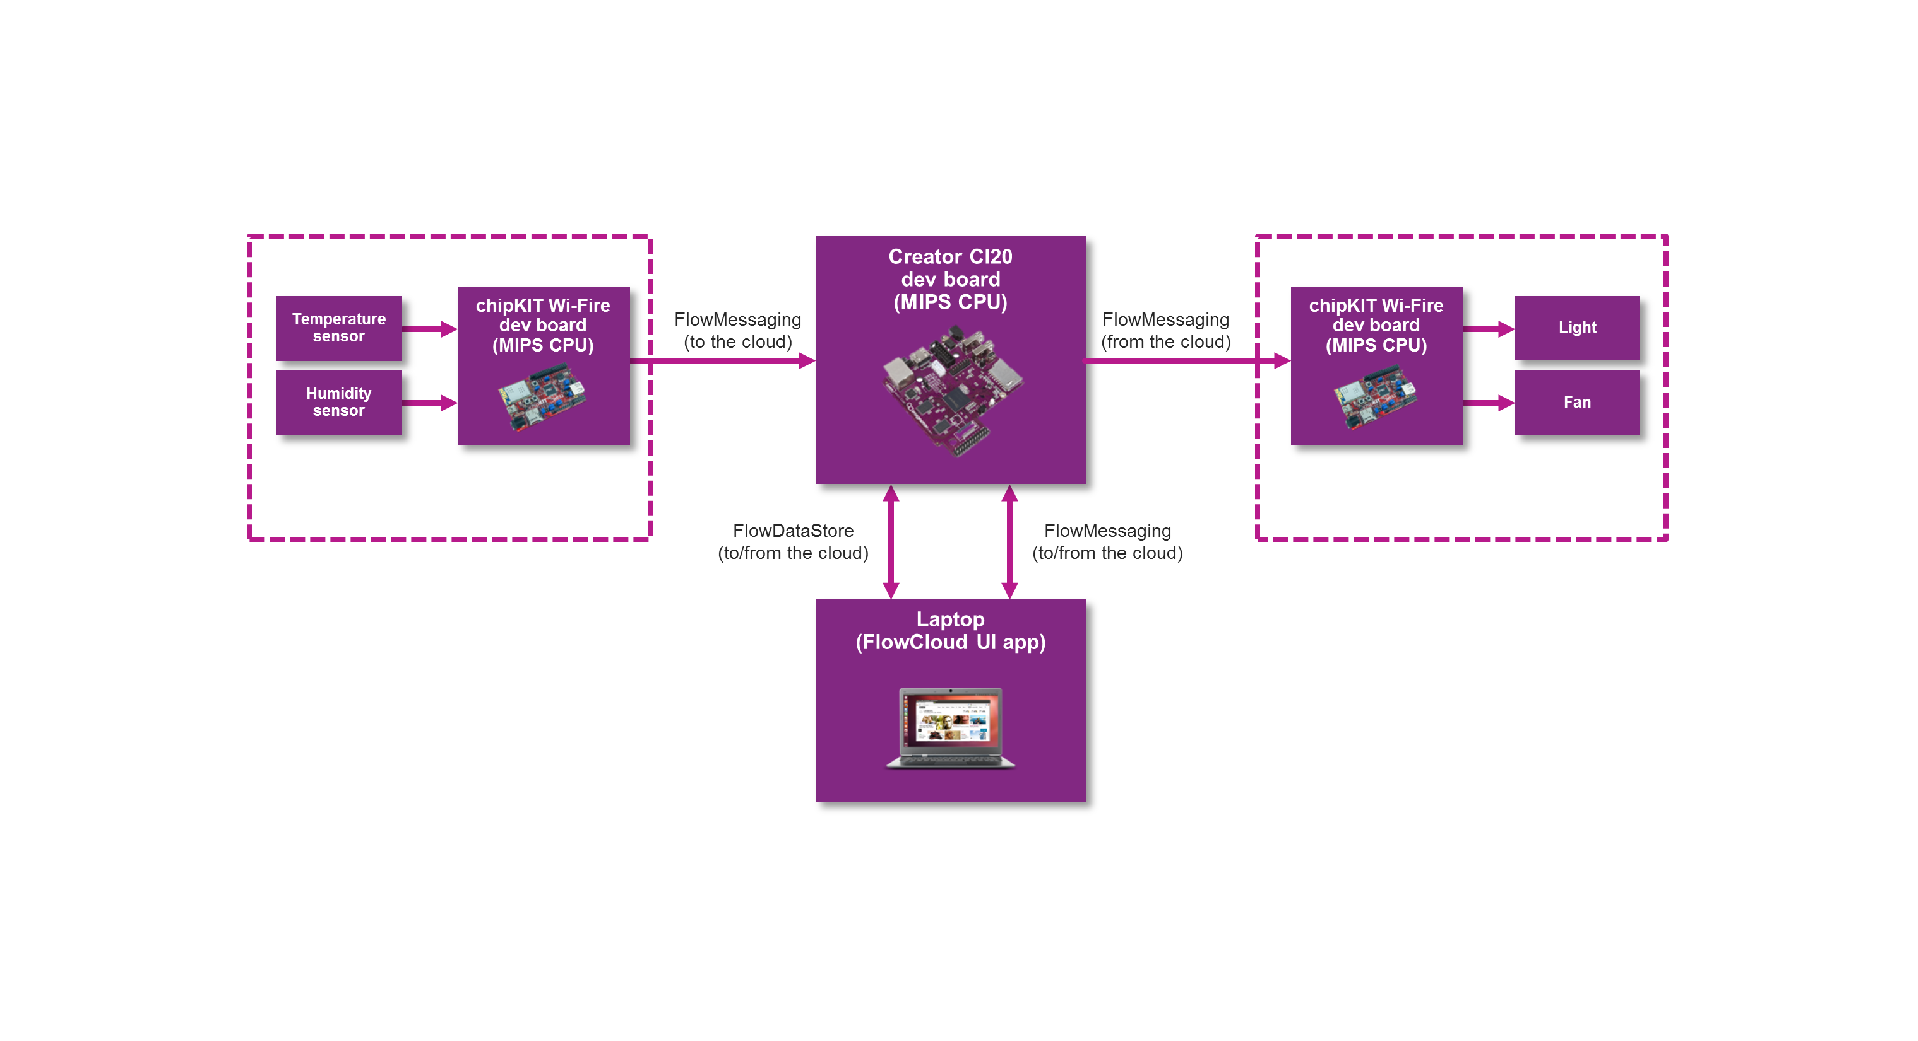 Temperature
sensor
Humidity
sensor
chipKIT Wi-Fire
dev board
(MIPS CPU)
FlowMessaging
(to the cloud)
Creator CI20
dev board
(MIPS CPU)
FlowMessaging
(from the cloud)
chipKIT Wi-Fire
dev board
(MIPS CPU)
Light
Fan
FlowDataStore
(to/from the cloud)
FlowMessaging
(to/from the cloud)
Laptop
(FlowCloud UI app)